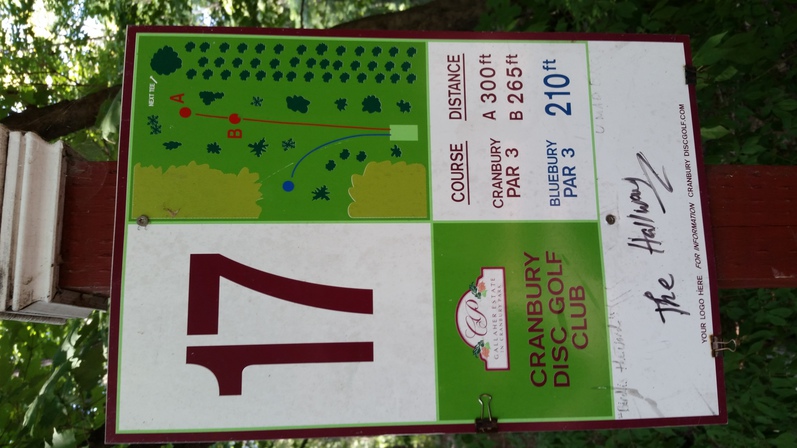 17
NEXT TEE
A
B
CP
GALLAHER ESTATE
IN CRANBURY PARK
CRANBURY
DISC GOLF
CLUB
COURSE DISTANCE
CRANBURY
PAR 3
A 300ft
B 265ft
BLUEBURY
PAR 3
210ft
The Hallway
YOUR LOGO HERE FOR INFORMATION CRANBURY DISCGOLF.COM